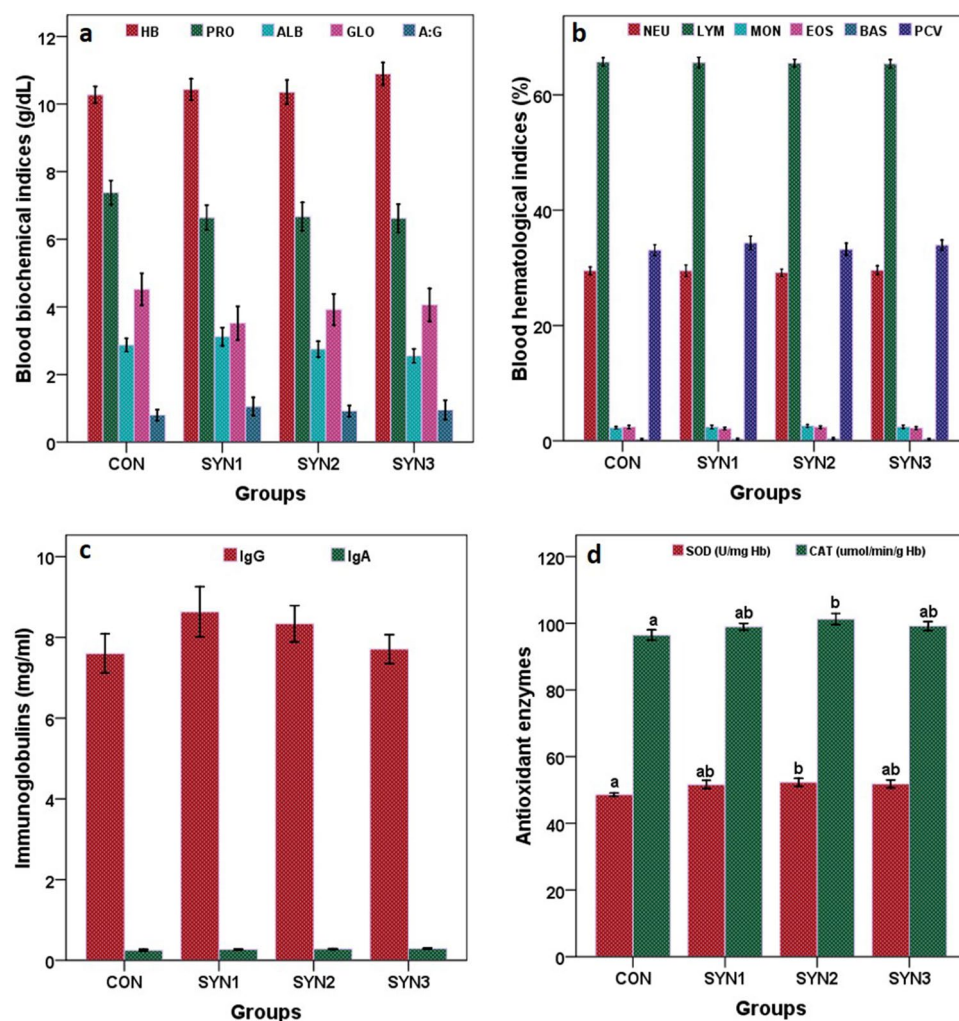 a
HB PRO ALB GLO A:G
Blood biochemical indices (g/dL)
12
10
8
6
4
2
0
CON SYN1 SYN2 SYN3
Groups
b
NEU LYM MON EOS BAS PCV
Blood hematological indices (%)
60
40
20
0
CON SYN1 SYN2 SYN3
Groups
c
IgG IgA
Immunoglobulins (mg/ml)
10
8
6
4
2
0
CON SYN1 SYN2 SYN3
Groups
d
SOD (U/mg Hb) CAT (umol/min/g Hb)
Antioxidant enzymes
120
100
80
60
40
20
0
a ab b ab
a ab b ab
CON SYN1 SYN2 SYN3
Groups